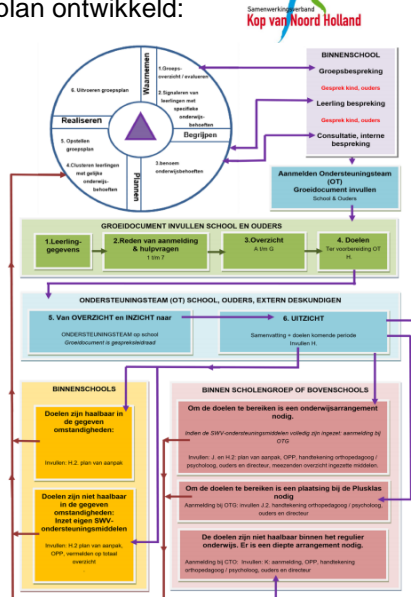 plan ontwikkeld:
Samenwerkingsverband
Kop van Noord Holland
Waarnemen
1.Groeps-
overzicht / evalueren
2.Signaleren van
leerlingen met
specifieke
onderwijs-
behoeften
Begrijpen
3.benoem
onderwijsbehoeften
Plannen
4.Clusteren leerlingen
met gelijke
onderwijs-
behoeften
5. Opstellen
groepsplan
Realiseren
6. Uitvoeren groepsplan
BINNENSCHOOL
Groepsbespreking
Gesprek kind, ouders
Leerling bespreking
Gesprek kind, ouders
Consultatie, interne
bespreking
Aanmelden Ondersteuningsteam
(OT)
Groeidocument invullen
School & Ouders
GROEIDOCUMENT INVULLEN SCHOOL EN OUDERS
1.Leerling-
gegevens
2.Reden van aanmelding
& hulpvragen
1 t/m 7
3.Overzicht
A t/m G
4. Doelen
Ter voorbereiding OT
H.
ONDERSTEUNINGSTEAM (OT) SCHOOL, OUDERS, EXTERN DESKUNDIGEN
5. Van OVERZICHT en INZICHT naar
ONDERSTEUNINGSTEAM op school
Groeidocument is gespreksleidraad
6. UITZICHT
Samenvatting + doelen komende periode
Invullen H.
BINNENSCHOOLS
Doelen zijn haalbaar in
de gegeven
omstandigheden:
Invullen: H.2. plan van aanpak
Doelen zijn niet haalbaar
in de gegeven
omstandigheden:
Inzet eigen SWV-
ondersteuningsmiddelen
Invullen: H.2 plan van aanpak,
OPP, vermelden op totaal
overzicht
BINNEN SCHOLENGROEP OF BOVENSCHOOLS
Om de doelen te bereiken is een onderwijsarrangement
nodig.
Indien de SWV-ondersteuningsmiddelen volledig zijn ingezet: aanmelding bij
OTG
Invullen: J. en H.2: plan van aanpak, OPP, handtekening orthopedagoog /
psycholoog, ouders en directeur, meezenden overzicht ingezette middelen.
Om de doelen te bereiken is een plaatsing bij de Plusklas
nodig
Aanmelding bij OTG: invullen J.2, handtekening orthopedagoog / psycholoog,
ouders en directeur
De doelen zijn niet haalbaar binnen het regulier
onderwijs. Er is een diepte arrangement nodig.
Aanmelding bij CTO: Invullen: K: aanmelding, OPP, handtekening
orthopedagoog / psycholoog, ouders en directeur